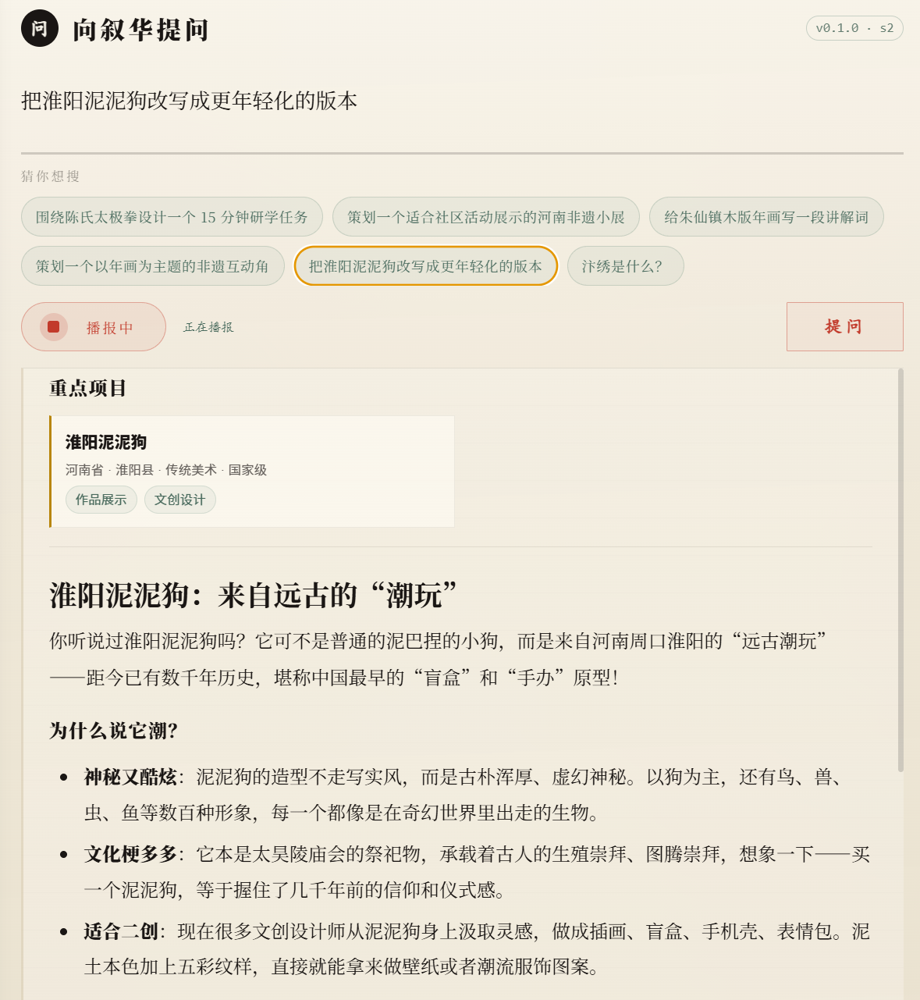 问 向叙华提问
v0.1.0 · s2
把淮阳泥泥狗改写成更年轻化的版本
猜你想搜
围绕陈氏太极拳设计一个 15 分钟研学任务
策划一个适合社区活动展示的河南非遗小展
给朱仙镇木版年画写一段讲解词
策划一个以年画为主题的非遗互动角
把淮阳泥泥狗改写成更年轻化的版本
汴绣是什么?
播报中
正在播报
提问
重点项目
淮阳泥泥狗
河南省 · 淮阳县 · 传统美术 · 国家级
作品展示
文创设计
淮阳泥泥狗：来自远古的“潮玩”
你听说过淮阳泥泥狗吗？它可不是普通的泥巴捏的小狗，而是来自河南周口淮阳的“远古潮玩”
——距今已有数千年历史，堪称中国最早的“盲盒”和“手办”原型！
为什么说它潮？
• 神秘又酷炫：泥泥狗的造型不走写实风，而是古朴浑厚、虚幻神秘。以狗为主，还有鸟、兽、
虫、鱼等数百种形象，每一个都像是在奇幻世界里出走的生物。
• 文化梗多多：它本是太昊陵庙会的祭祀物，承载着古人的生殖崇拜、图腾崇拜，想象一下——买
一个泥泥狗，等于握住了几千年前的信仰和仪式感。
• 适合二创：现在很多文创设计师从泥泥狗身上汲取灵感，做成插画、盲盒、手机壳、表情包。泥
土本色加上五彩纹样，直接就能拿来做壁纸或者潮流服饰图案。